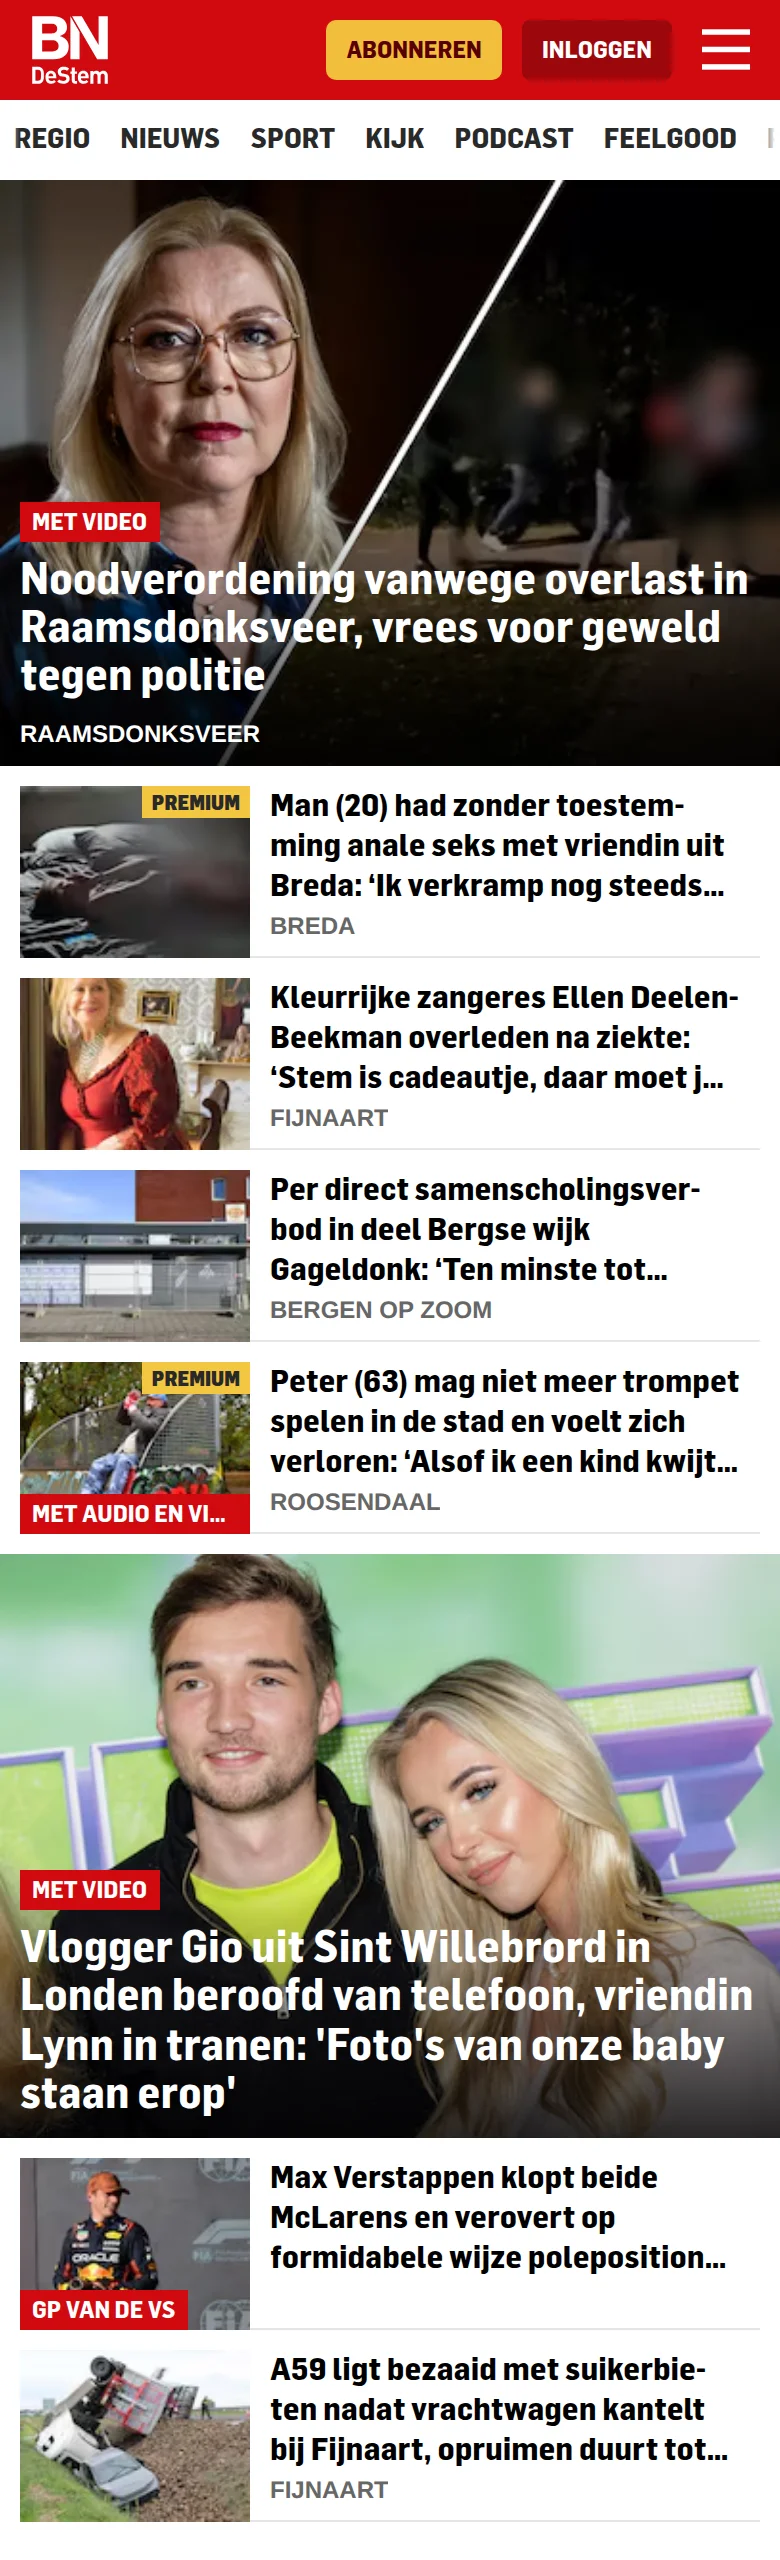 BN
DeStem
ABONNEREN
INLOGGEN
REGIO NIEUWS SPORT KIJK PODCAST FEELGOOD
MET VIDEO
Noodverordening vanwege overlast in
Raamsdonksveer, vrees voor geweld
tegen politie
RAAMSDONKSVEER
PREMIUM
Man (20) had zonder toestem-
ming anale seks met vriendin uit
Breda: ‘Ik verkramp nog steeds...
BREDA
Kleurrijke zangeres Ellen Deelen-
Beekman overleden na ziekte:
‘Stem is cadeautje, daar moet j...
FIJNAART
Per direct samenscholingsver-
bod in deel Bergse wijk
Gageldonk: ‘Ten minste tot...
BERGEN OP ZOOM
PREMIUM
MET AUDIO EN VI...
Peter (63) mag niet meer trompet
spelen in de stad en voelt zich
verloren: ‘Alsof ik een kind kwijt...
ROOSENDAAL
MET VIDEO
Vlogger Gio uit Sint Willebrord in
Londen beroofd van telefoon, vriendin
Lynn in tranen: 'Foto's van onze baby
staan erop'
ORACLE
GP VAN DE VS
Max Verstappen klopt beide
McLarens en verovert op
formidabele wijze poleposition...
A59 ligt bezaaid met suikerbie-
ten nadat vrachtwagen kantelt
bij Fijnaart, opruimen duurt tot...
FIJNAART